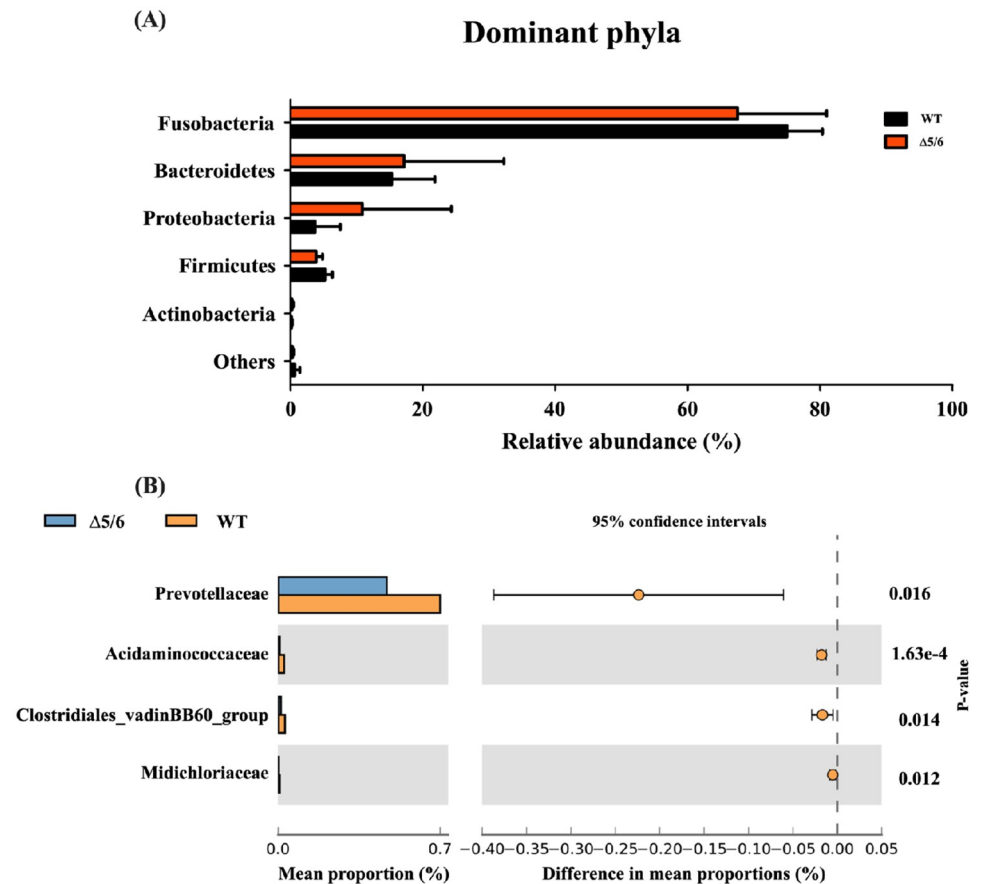 (A)
Dominant phyla
Fusobacteria
Bacteroidetes
Proteobacteria
Firmicutes
Actinobacteria
Others
WT
Δ5/6
0 20 40 60 80 100
Relative abundance (%)
(B)
Δ5/6 WT
95% confidence intervals
Prevotellaceae 0.016
Acidaminococcaceae 1.63e-4
Clostridiales_vadinBB60_group 0.014
Midichloriaceae 0.012
P-value
0.0 0.7 −0.40 −0.35 −0.30 −0.25 −0.20 −0.15 −0.10 −0.05 0.00 0.05
Mean proportion (%) Difference in mean proportions (%)